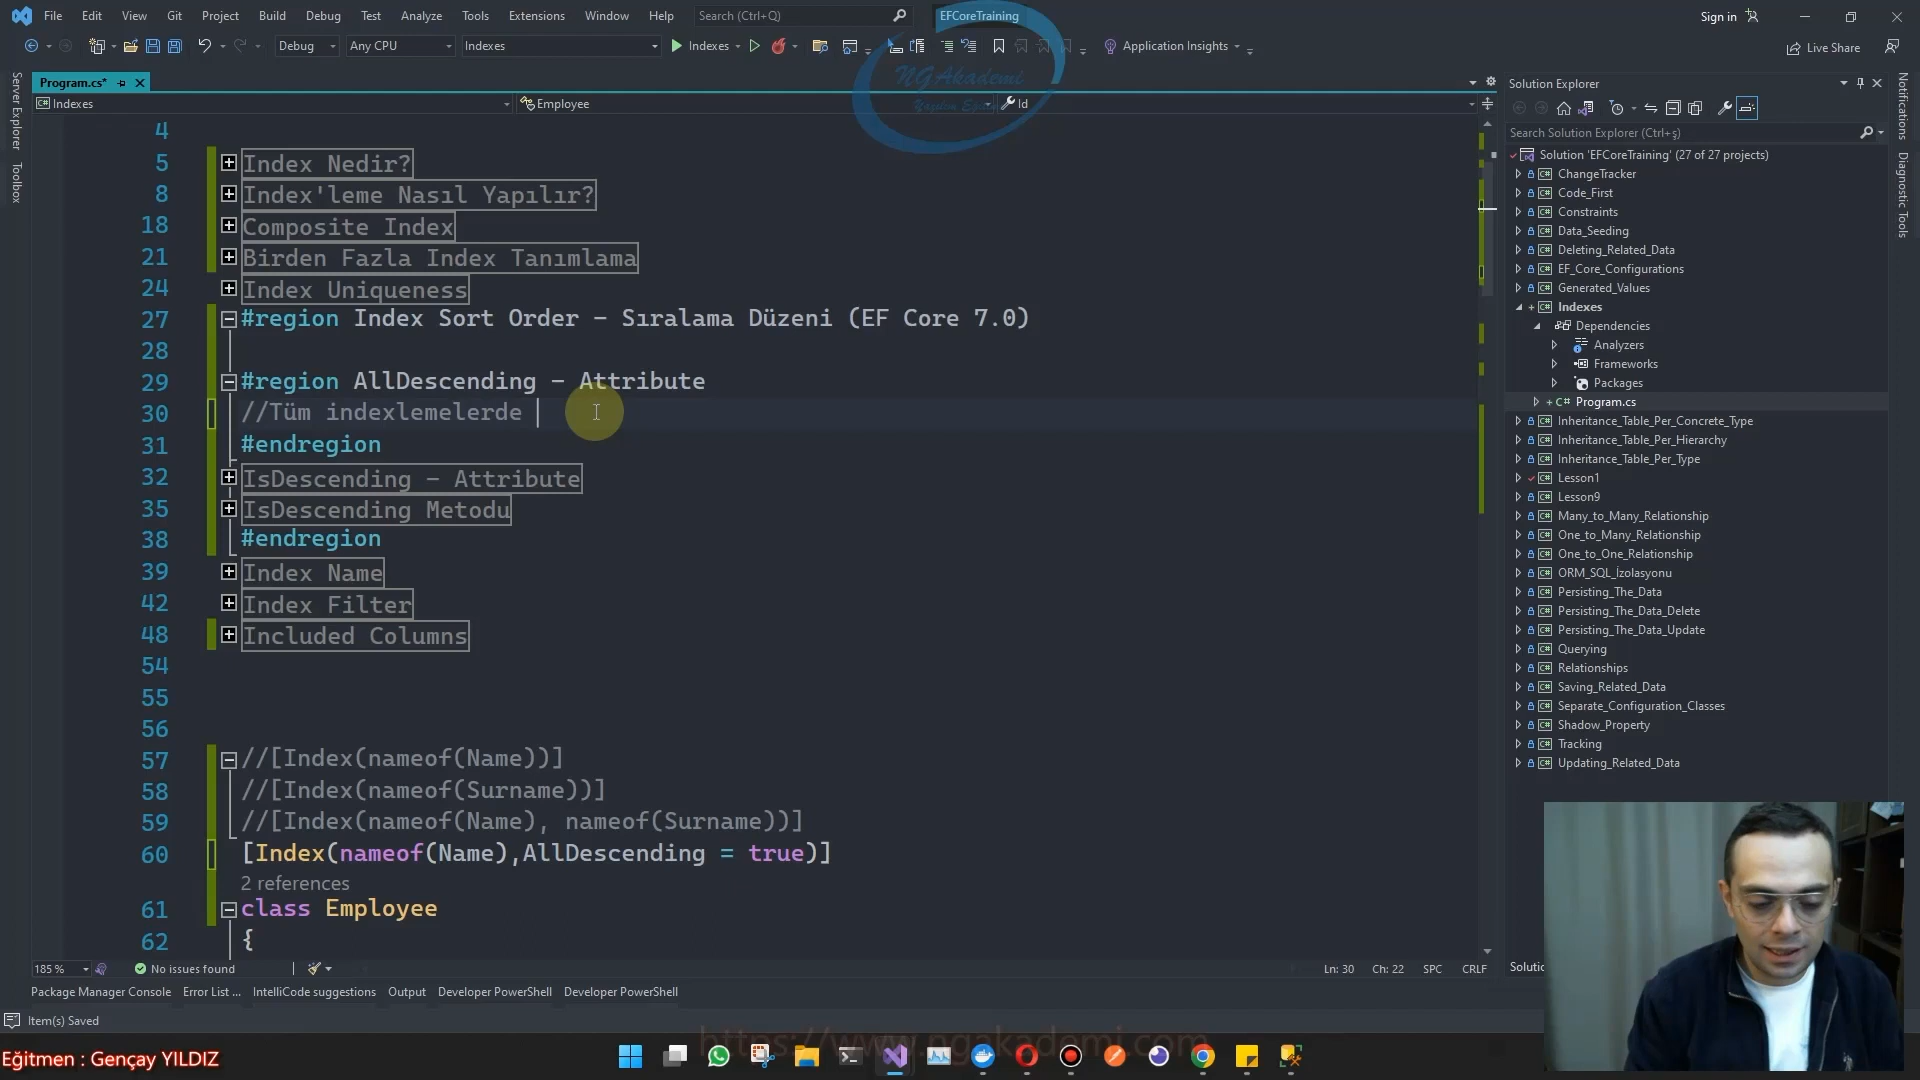 File Edit View Git Project Build Debug Test Analyze Tools Extensions Window Help Search (Ctrl+Q) EFCoreTraining Sign in
Debug Any CPU Indexes Indexes Application Insights Live Share
NGAkademi
Server Explorer
Toolbox
Program.cs*
Indexes Employee Id
4
5 Index Nedir?
8 Index'leme Nasıl Yapılır?
18 Composite Index
21 Birden Fazla Index Tanımlama
24 Index Uniqueness
27 #region Index Sort Order - Sıralama Düzeni (EF Core 7.0)
28
29 #region AllDescending - Attribute
30 //Tüm indexlemelerde
31 #endregion
32 IsDescending - Attribute
35 IsDescending Metodu
38 #endregion
39 Index Name
42 Index Filter
48 Included Columns
54
55
56
57 //[Index(nameof(Name))]
58 //[Index(nameof(Surname))]
59 //[Index(nameof(Name), nameof(Surname))]
60 [Index(nameof(Name),AllDescending = true)]
2 references
61 class Employee
62 {
185 % No issues found Ln: 30 Ch: 22 SPC CRLF
Package Manager Console Error List ... IntelliCode suggestions Output Developer PowerShell Developer PowerShell
Item(s) Saved
Solution Explorer
Search Solution Explorer (Ctrl+ş)
Solution 'EFCoreTraining' (27 of 27 projects)
ChangeTracker
Code_First
Constraints
Data_Seeding
Deleting_Related_Data
EF_Core_Configurations
Generated_Values
Indexes
Dependencies
Analyzers
Frameworks
Packages
Program.cs
Inheritance_Table_Per_Concrete_Type
Inheritance_Table_Per_Hierarchy
Inheritance_Table_Per_Type
Lesson1
Lesson9
Many_to_Many_Relationship
One_to_Many_Relationship
One_to_One_Relationship
ORM_SQL_İzolasyonu
Persisting_The_Data
Persisting_The_Data_Delete
Persisting_The_Data_Update
Querying
Relationships
Saving_Related_Data
Separate_Configuration_Classes
Shadow_Property
Tracking
Updating_Related_Data
Notifications
Diagnostic Tools
https://www.ngakademi.com
Eğitmen : Gençay YILDIZ